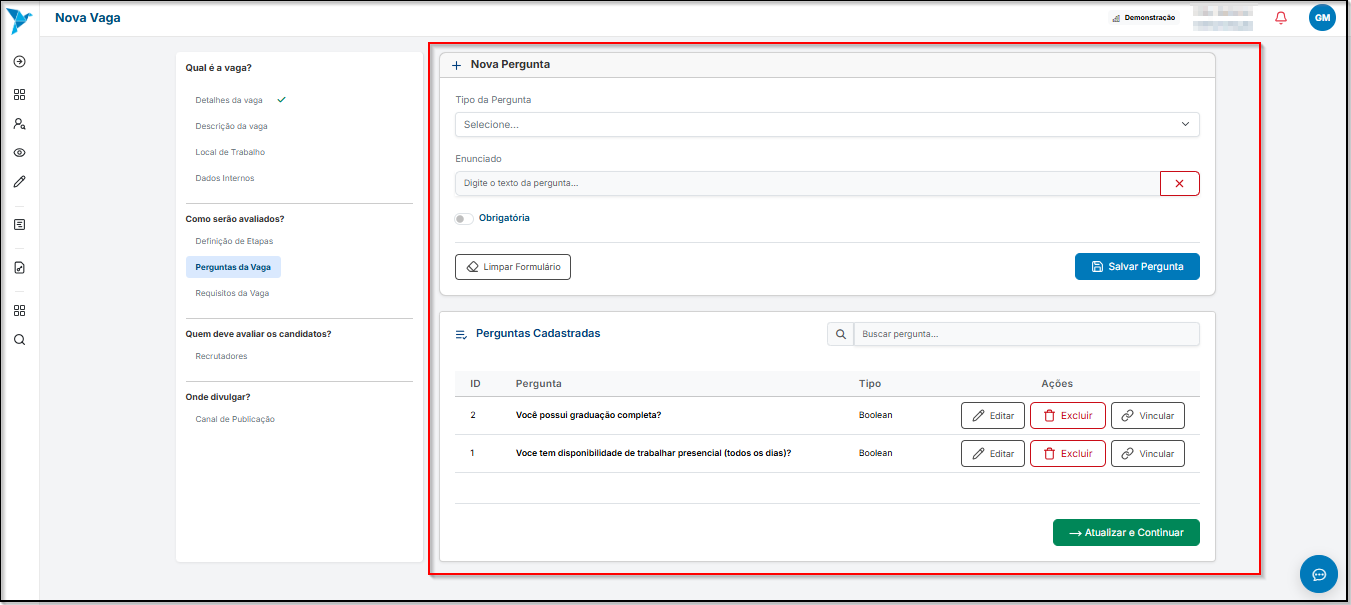 Nova Vaga
Demonstração
GM
Qual é a vaga?
Detalhes da vaga
Descrição da vaga
Local de Trabalho
Dados Internos
Como serão avaliados?
Definição de Etapas
Perguntas da Vaga
Requisitos da Vaga
Quem deve avaliar os candidatos?
Recrutadores
Onde divulgar?
Canal de Publicação
Nova Pergunta
Tipo da Pergunta
Selecione...
Enunciado
Digite o texto da pergunta...
Obrigatória
Limpar Formulário
Salvar Pergunta
Perguntas Cadastradas
Buscar pergunta...
ID Pergunta Tipo Ações
2 Você possui graduação completa? Boolean Editar Excluir Vincular
1 Voce tem disponibilidade de trabalhar presencial (todos os dias)? Boolean Editar Excluir Vincular
Atualizar e Continuar